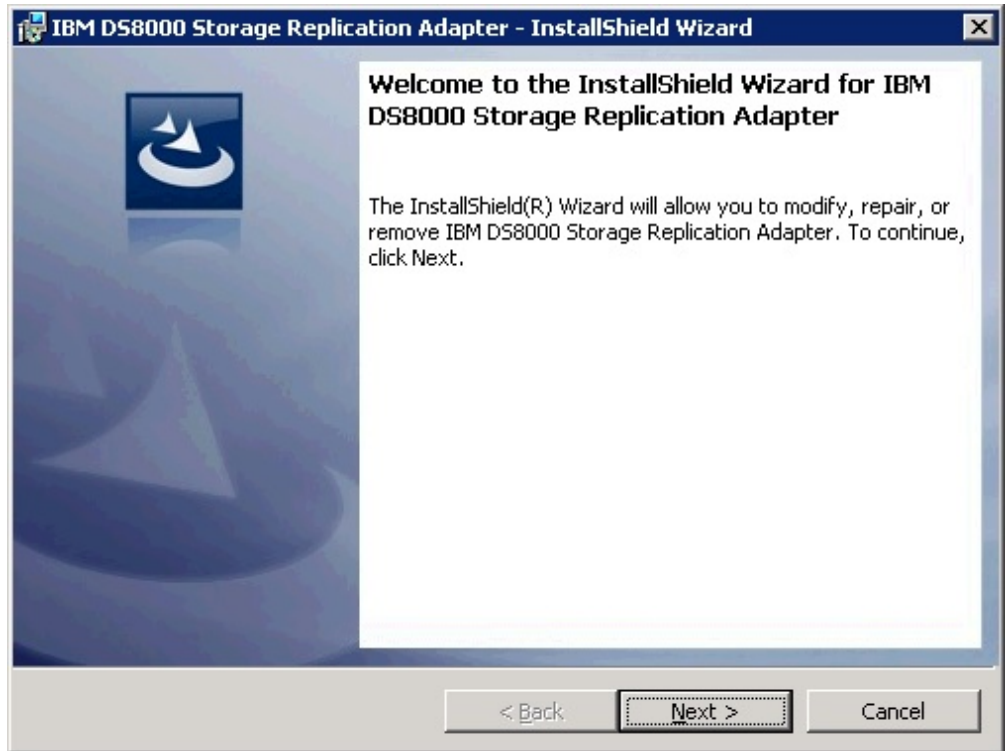 IBM DS8000 Storage Replication Adapter - InstallShield Wizard
Welcome to the InstallShield Wizard for IBM
DS8000 Storage Replication Adapter
The InstallShield(R) Wizard will allow you to modify, repair, or
remove IBM DS8000 Storage Replication Adapter. To continue,
click Next.
< Back
Next >
Cancel